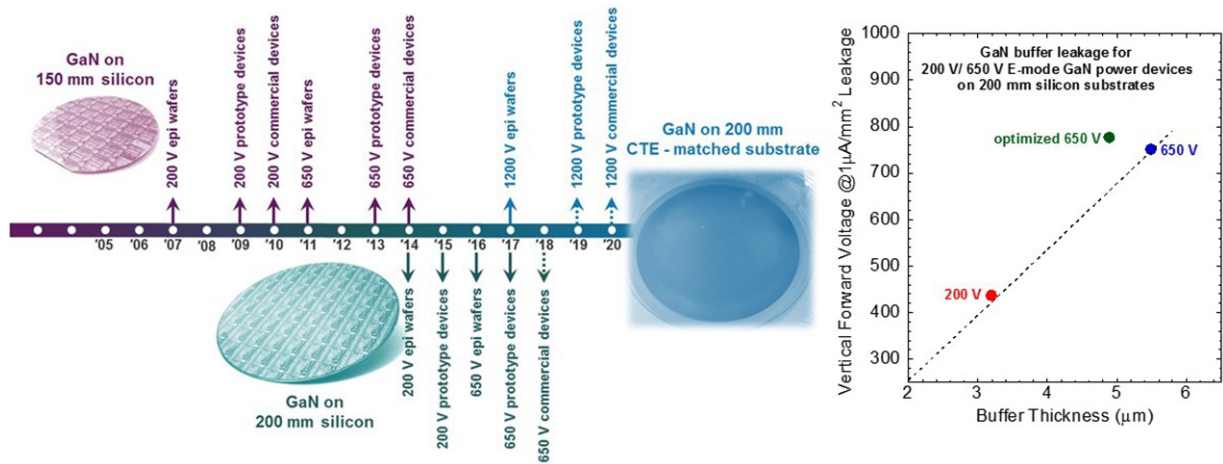 GaN on
150 mm silicon
200 V epi wafers
200 V prototype devices
200 V commercial devices
650 V epi wafers
650 V prototype devices
650 V commercial devices
1200 V epi wafers
1200 V prototype devices
1200 V commercial devices
GaN on 200 mm
CTE - matched substrate
'05 '06 '07 '08 '09 '10 '11 '12 '13 '14 '15 '16 '17 '18 '19 '20
200 V epi wafers
200 V prototype devices
650 V epi wafers
650 V prototype devices
650 V commercial devices
GaN on
200 mm silicon
Vertical Forward Voltage @1μA/mm² Leakage
1000
900
800
700
600
500
400
300
GaN buffer leakage for
200 V/ 650 V E-mode GaN power devices
on 200 mm silicon substrates
optimized 650 V
650 V
200 V
2 3 4 5 6
Buffer Thickness (μm)